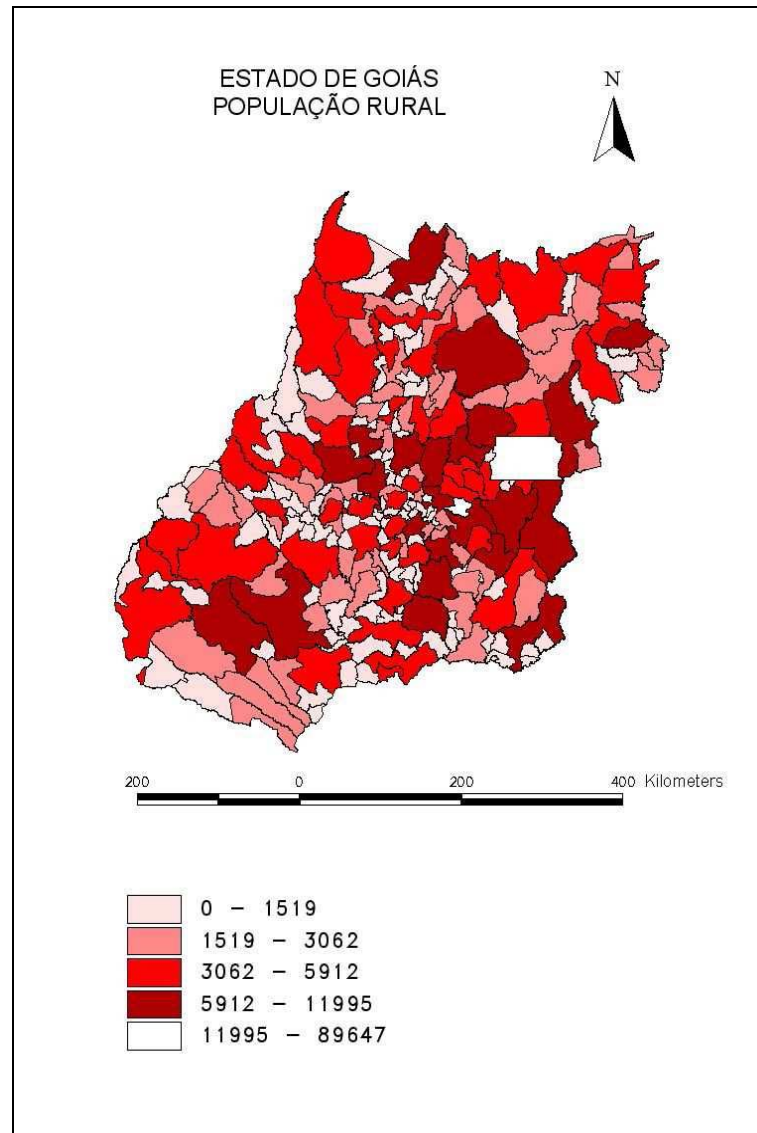 ESTADO DE GOIÁS
POPULAÇÃO RURAL
N
200 0 200 400 Kilometers
0 - 1519
1519 - 3062
3062 - 5912
5912 - 11995
11995 - 89647